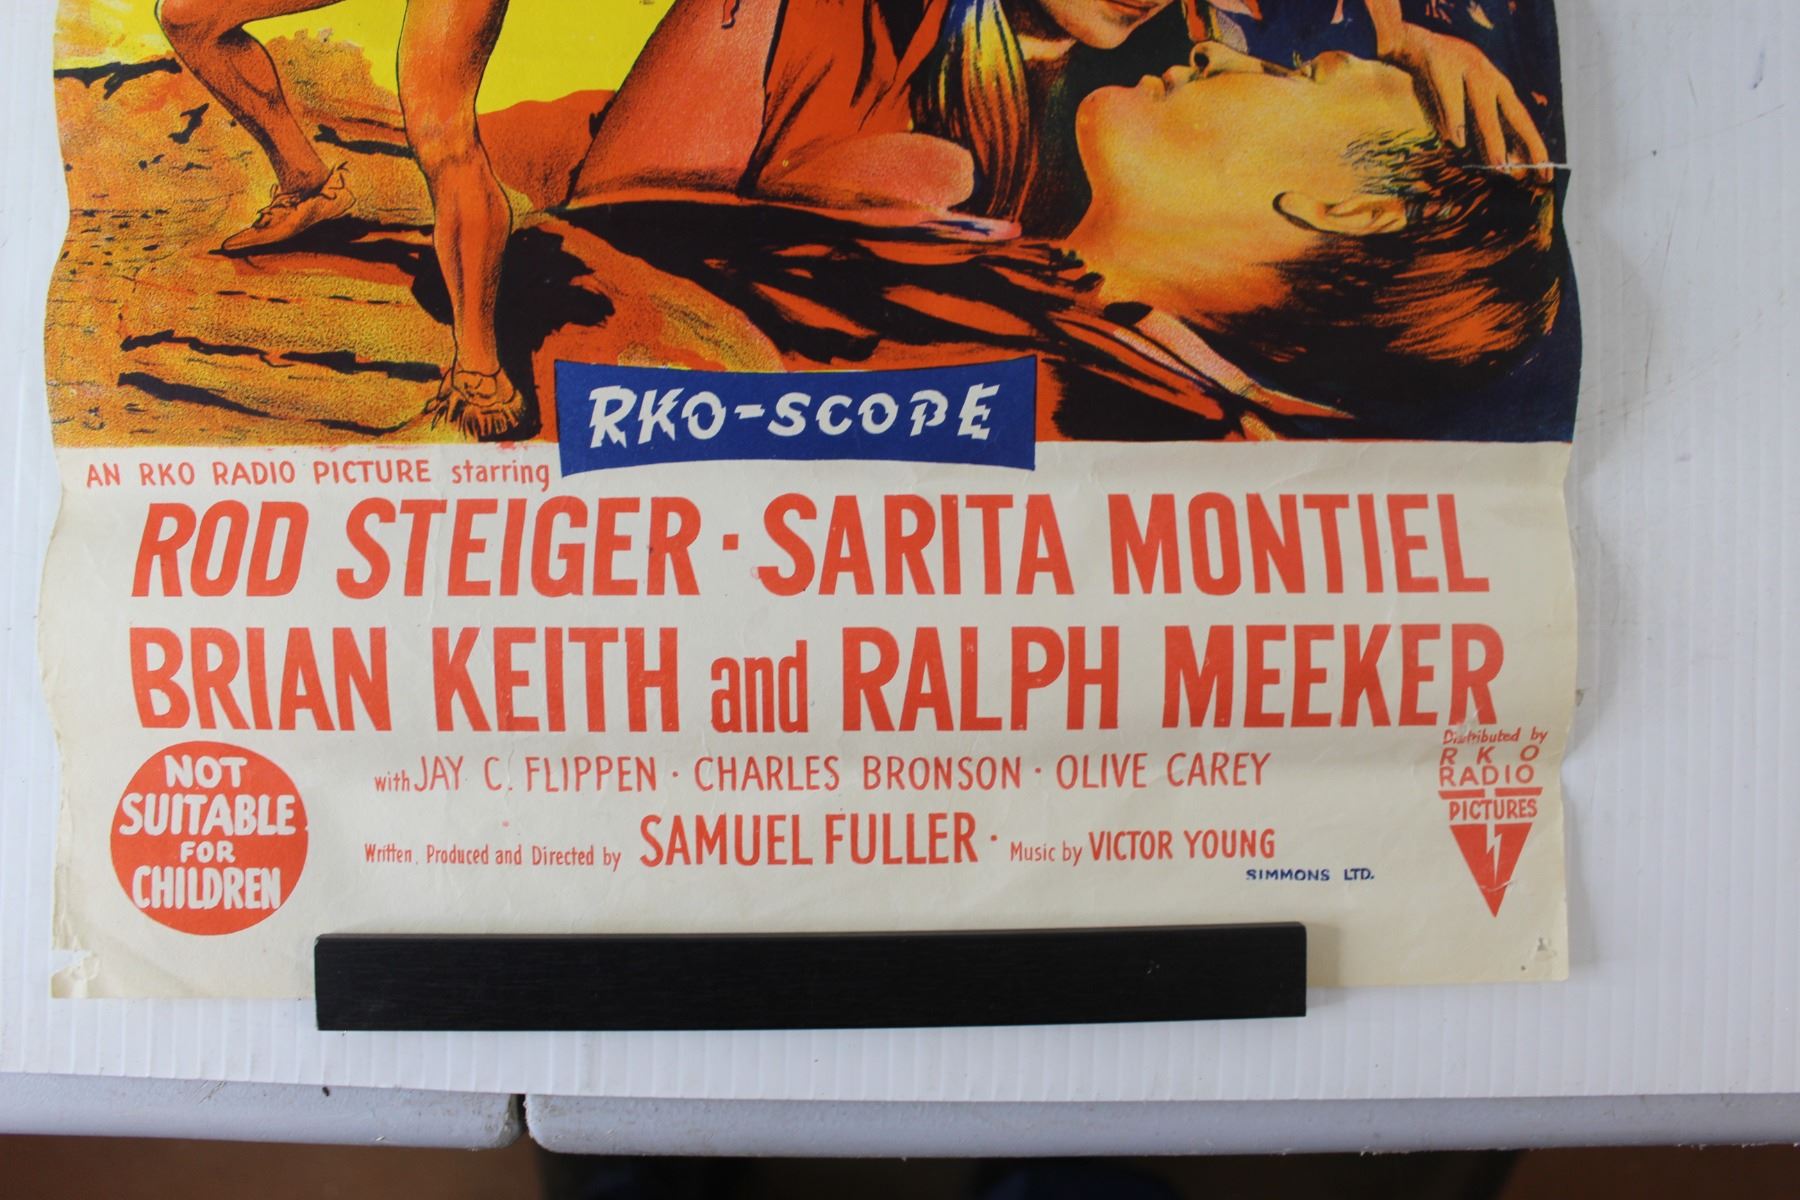 RKO-SCOPE
AN RKO RADIO PICTURE starring
ROD STEIGER · SARITA MONTIEL
BRIAN KEITH and RALPH MEEKER
with JAY C. FLIPPEN · CHARLES BRONSON · OLIVE CAREY
Written, Produced and Directed by SAMUEL FULLER · Music by VICTOR YOUNG
SIMMONS LTD.
NOT
SUITABLE
FOR
CHILDREN
Distributed by
RKO
RADIO
PICTURES